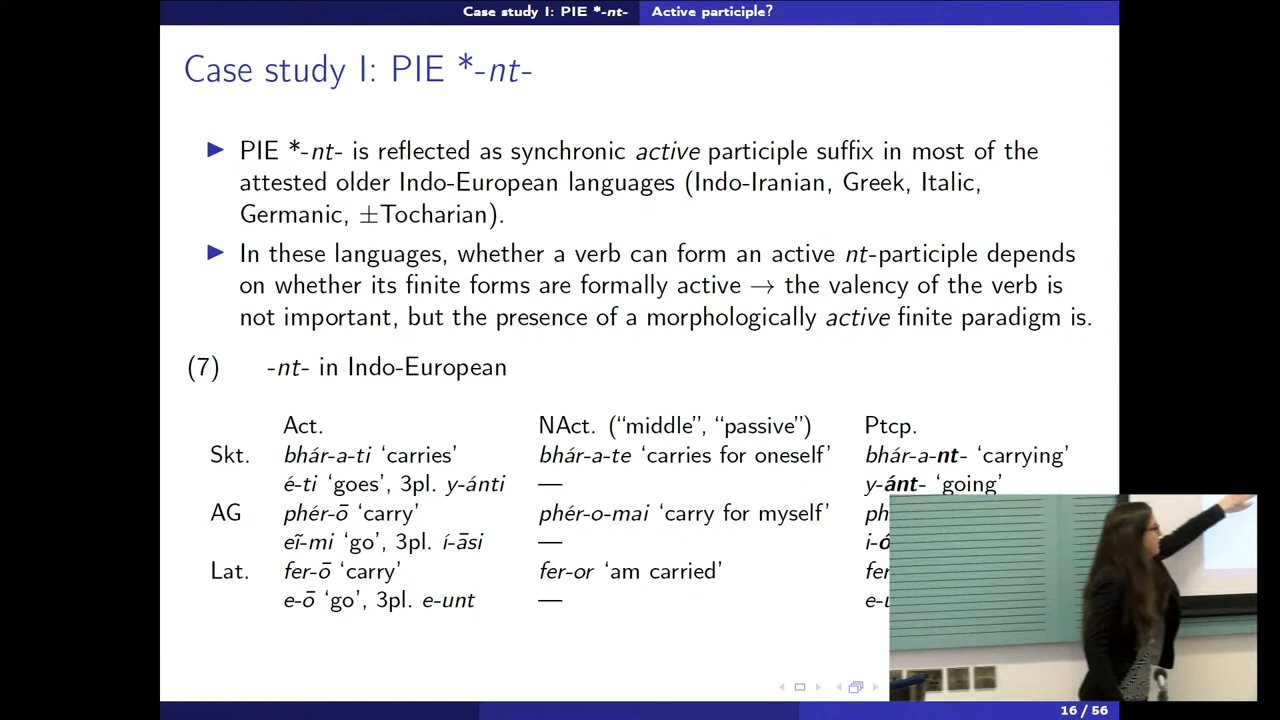 Case study I: PIE *-nt- Active participle?
Case study I: PIE *-nt-
PIE *-nt- is reflected as synchronic active participle suffix in most of the
attested older Indo-European languages (Indo-Iranian, Greek, Italic,
Germanic, ±Tocharian).
In these languages, whether a verb can form an active nt-participle depends
on whether its finite forms are formally active → the valency of the verb is
not important, but the presence of a morphologically active finite paradigm is.
(7) -nt- in Indo-European
Act. NAct. (“middle”, “passive”) Ptcp.
Skt. bhár-a-ti ‘carries’ bhár-a-te ‘carries for oneself’ bhár-a-nt- ‘carrying’
é-ti ‘goes’, 3pl. y-ánti — y-ánt- ‘going’
AG phér-ō ‘carry’ phér-o-mai ‘carry for myself’ ph
eĩ-mi ‘go’, 3pl. í-āsi — i-ó
Lat. fer-ō ‘carry’ fer-or ‘am carried’ fer
e-ō ‘go’, 3pl. e-unt — e-u
16 / 56